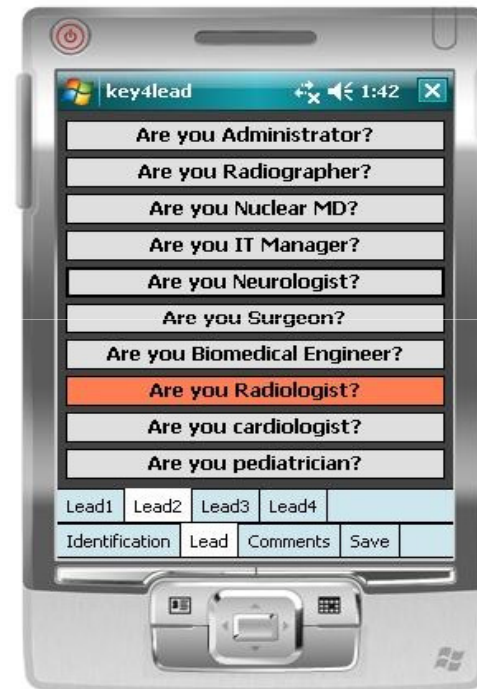 key4lead 1:42
Are you Administrator?
Are you Radiographer?
Are you Nuclear MD?
Are you IT Manager?
Are you Neurologist?
Are you Surgeon?
Are you Biomedical Engineer?
Are you Radiologist?
Are you cardiologist?
Are you pediatrician?
Lead1 Lead2 Lead3 Lead4
Identification Lead Comments Save